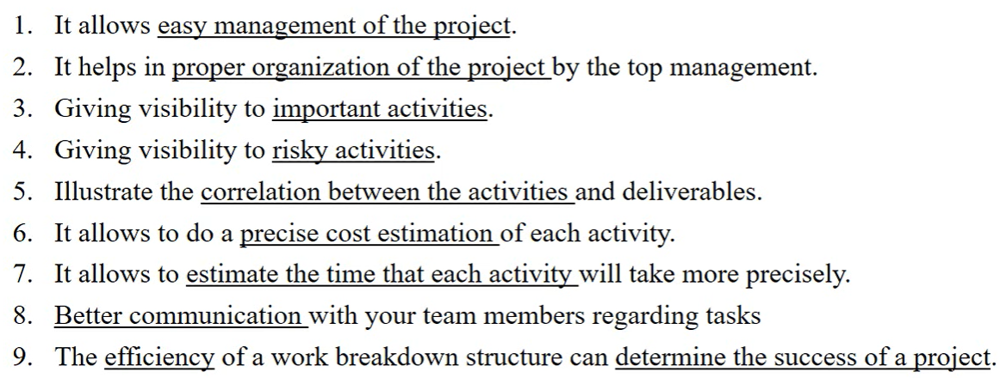 1. It allows easy management of the project.
2. It helps in proper organization of the project by the top management.
3. Giving visibility to important activities.
4. Giving visibility to risky activities.
5. Illustrate the correlation between the activities and deliverables.
6. It allows to do a precise cost estimation of each activity.
7. It allows to estimate the time that each activity will take more precisely.
8. Better communication with your team members regarding tasks
9. The efficiency of a work breakdown structure can determine the success of a project.